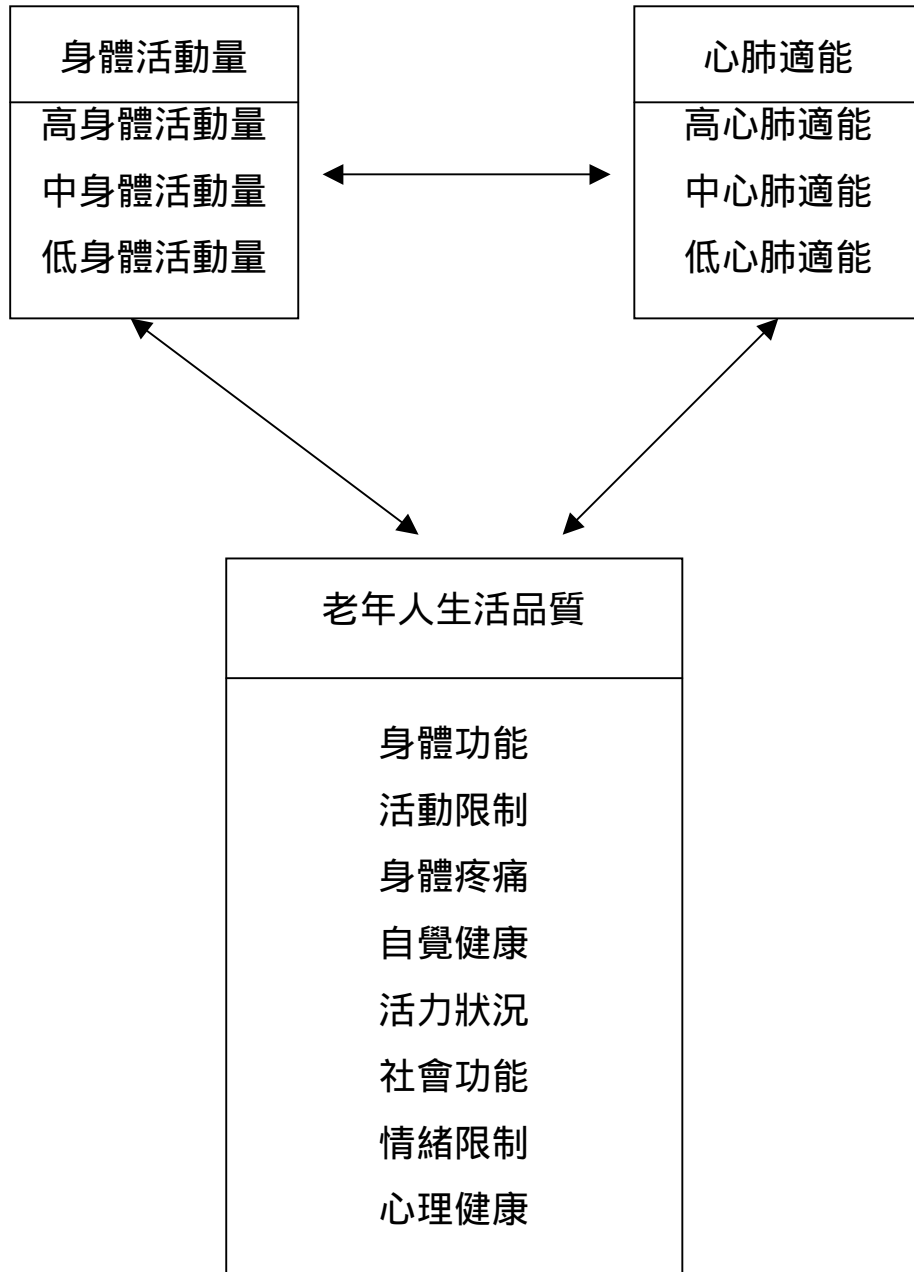 身體活動量
高身體活動量
中身體活動量
低身體活動量
心肺適能
高心肺適能
中心肺適能
低心肺適能
老年人生活品質
身體功能
活動限制
身體疼痛
自覺健康
活力狀況
社會功能
情緒限制
心理健康